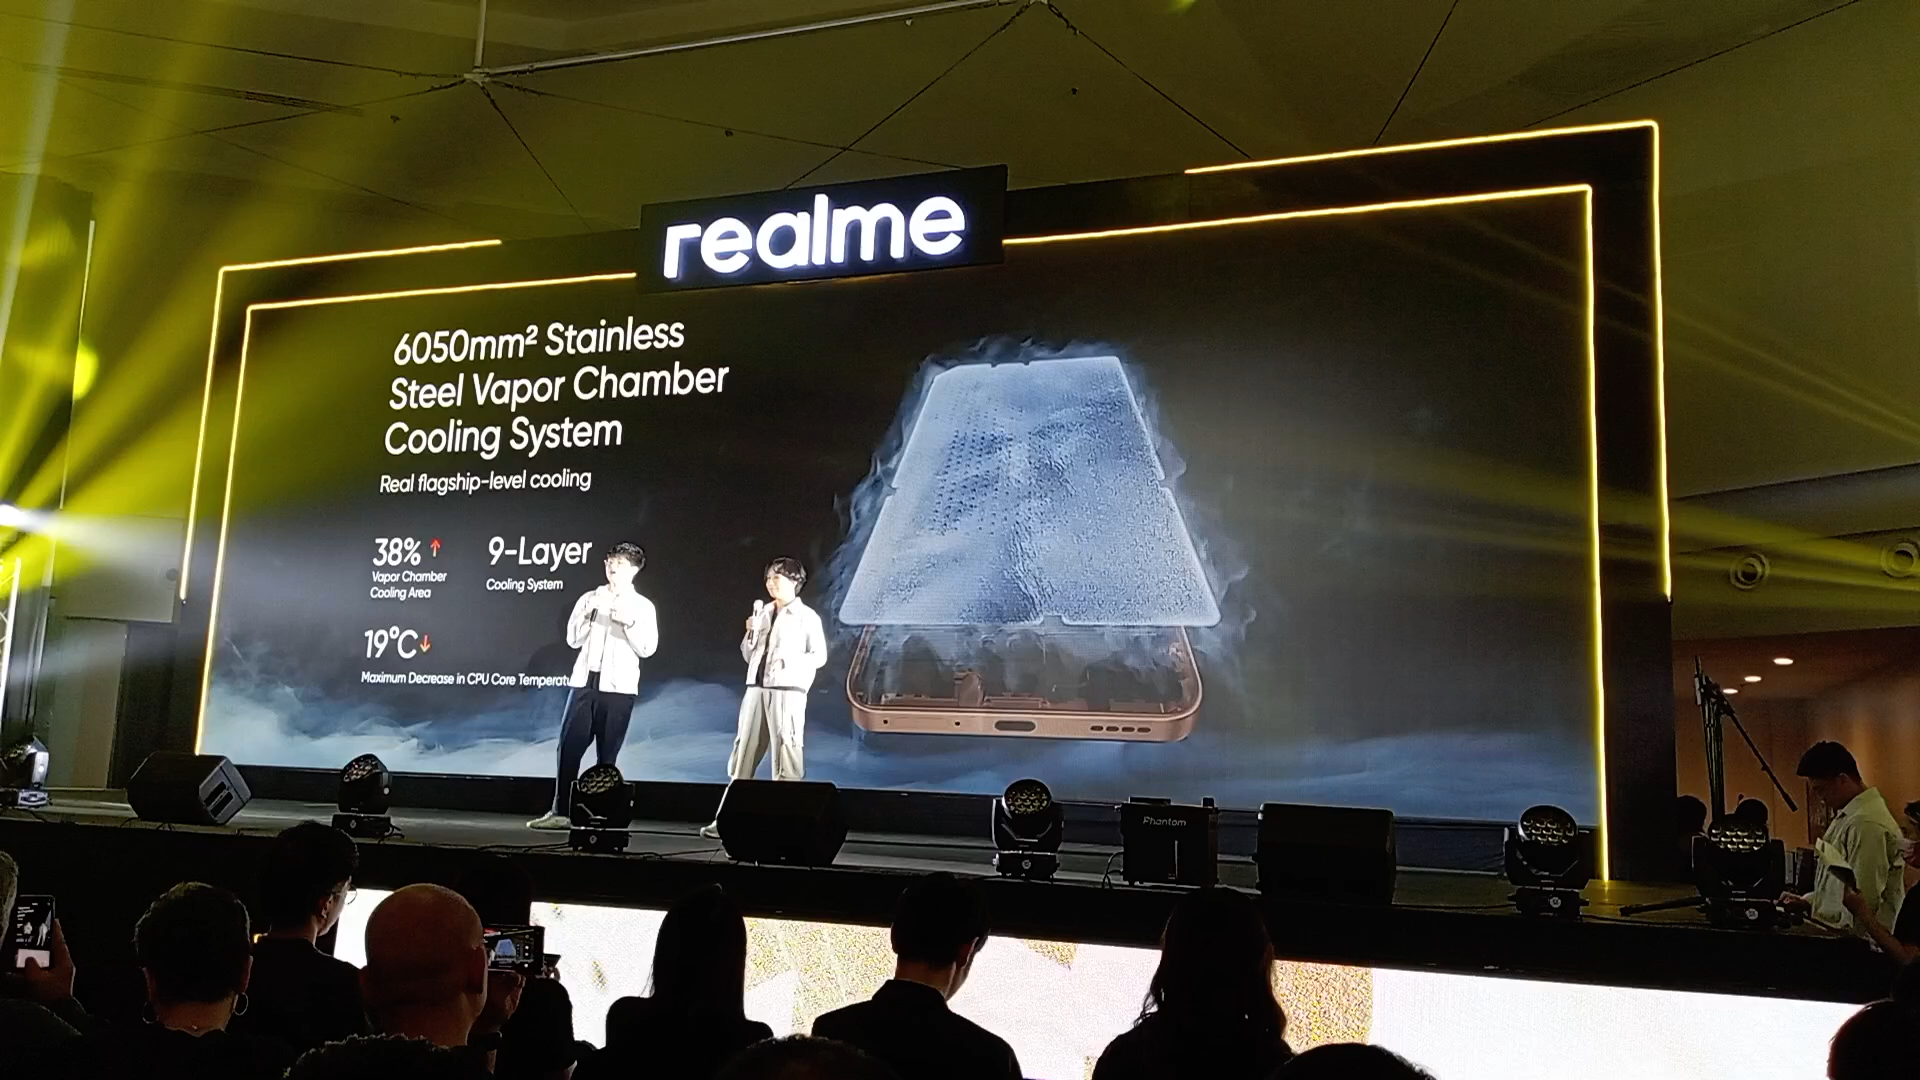 realme
6050mm² Stainless
Steel Vapor Chamber
Cooling System
Real flagship-level cooling
38% ↑
Vapor Chamber
Cooling Area
9-Layer
Cooling System
19°C↓
Maximum Decrease in CPU Core
Phantom